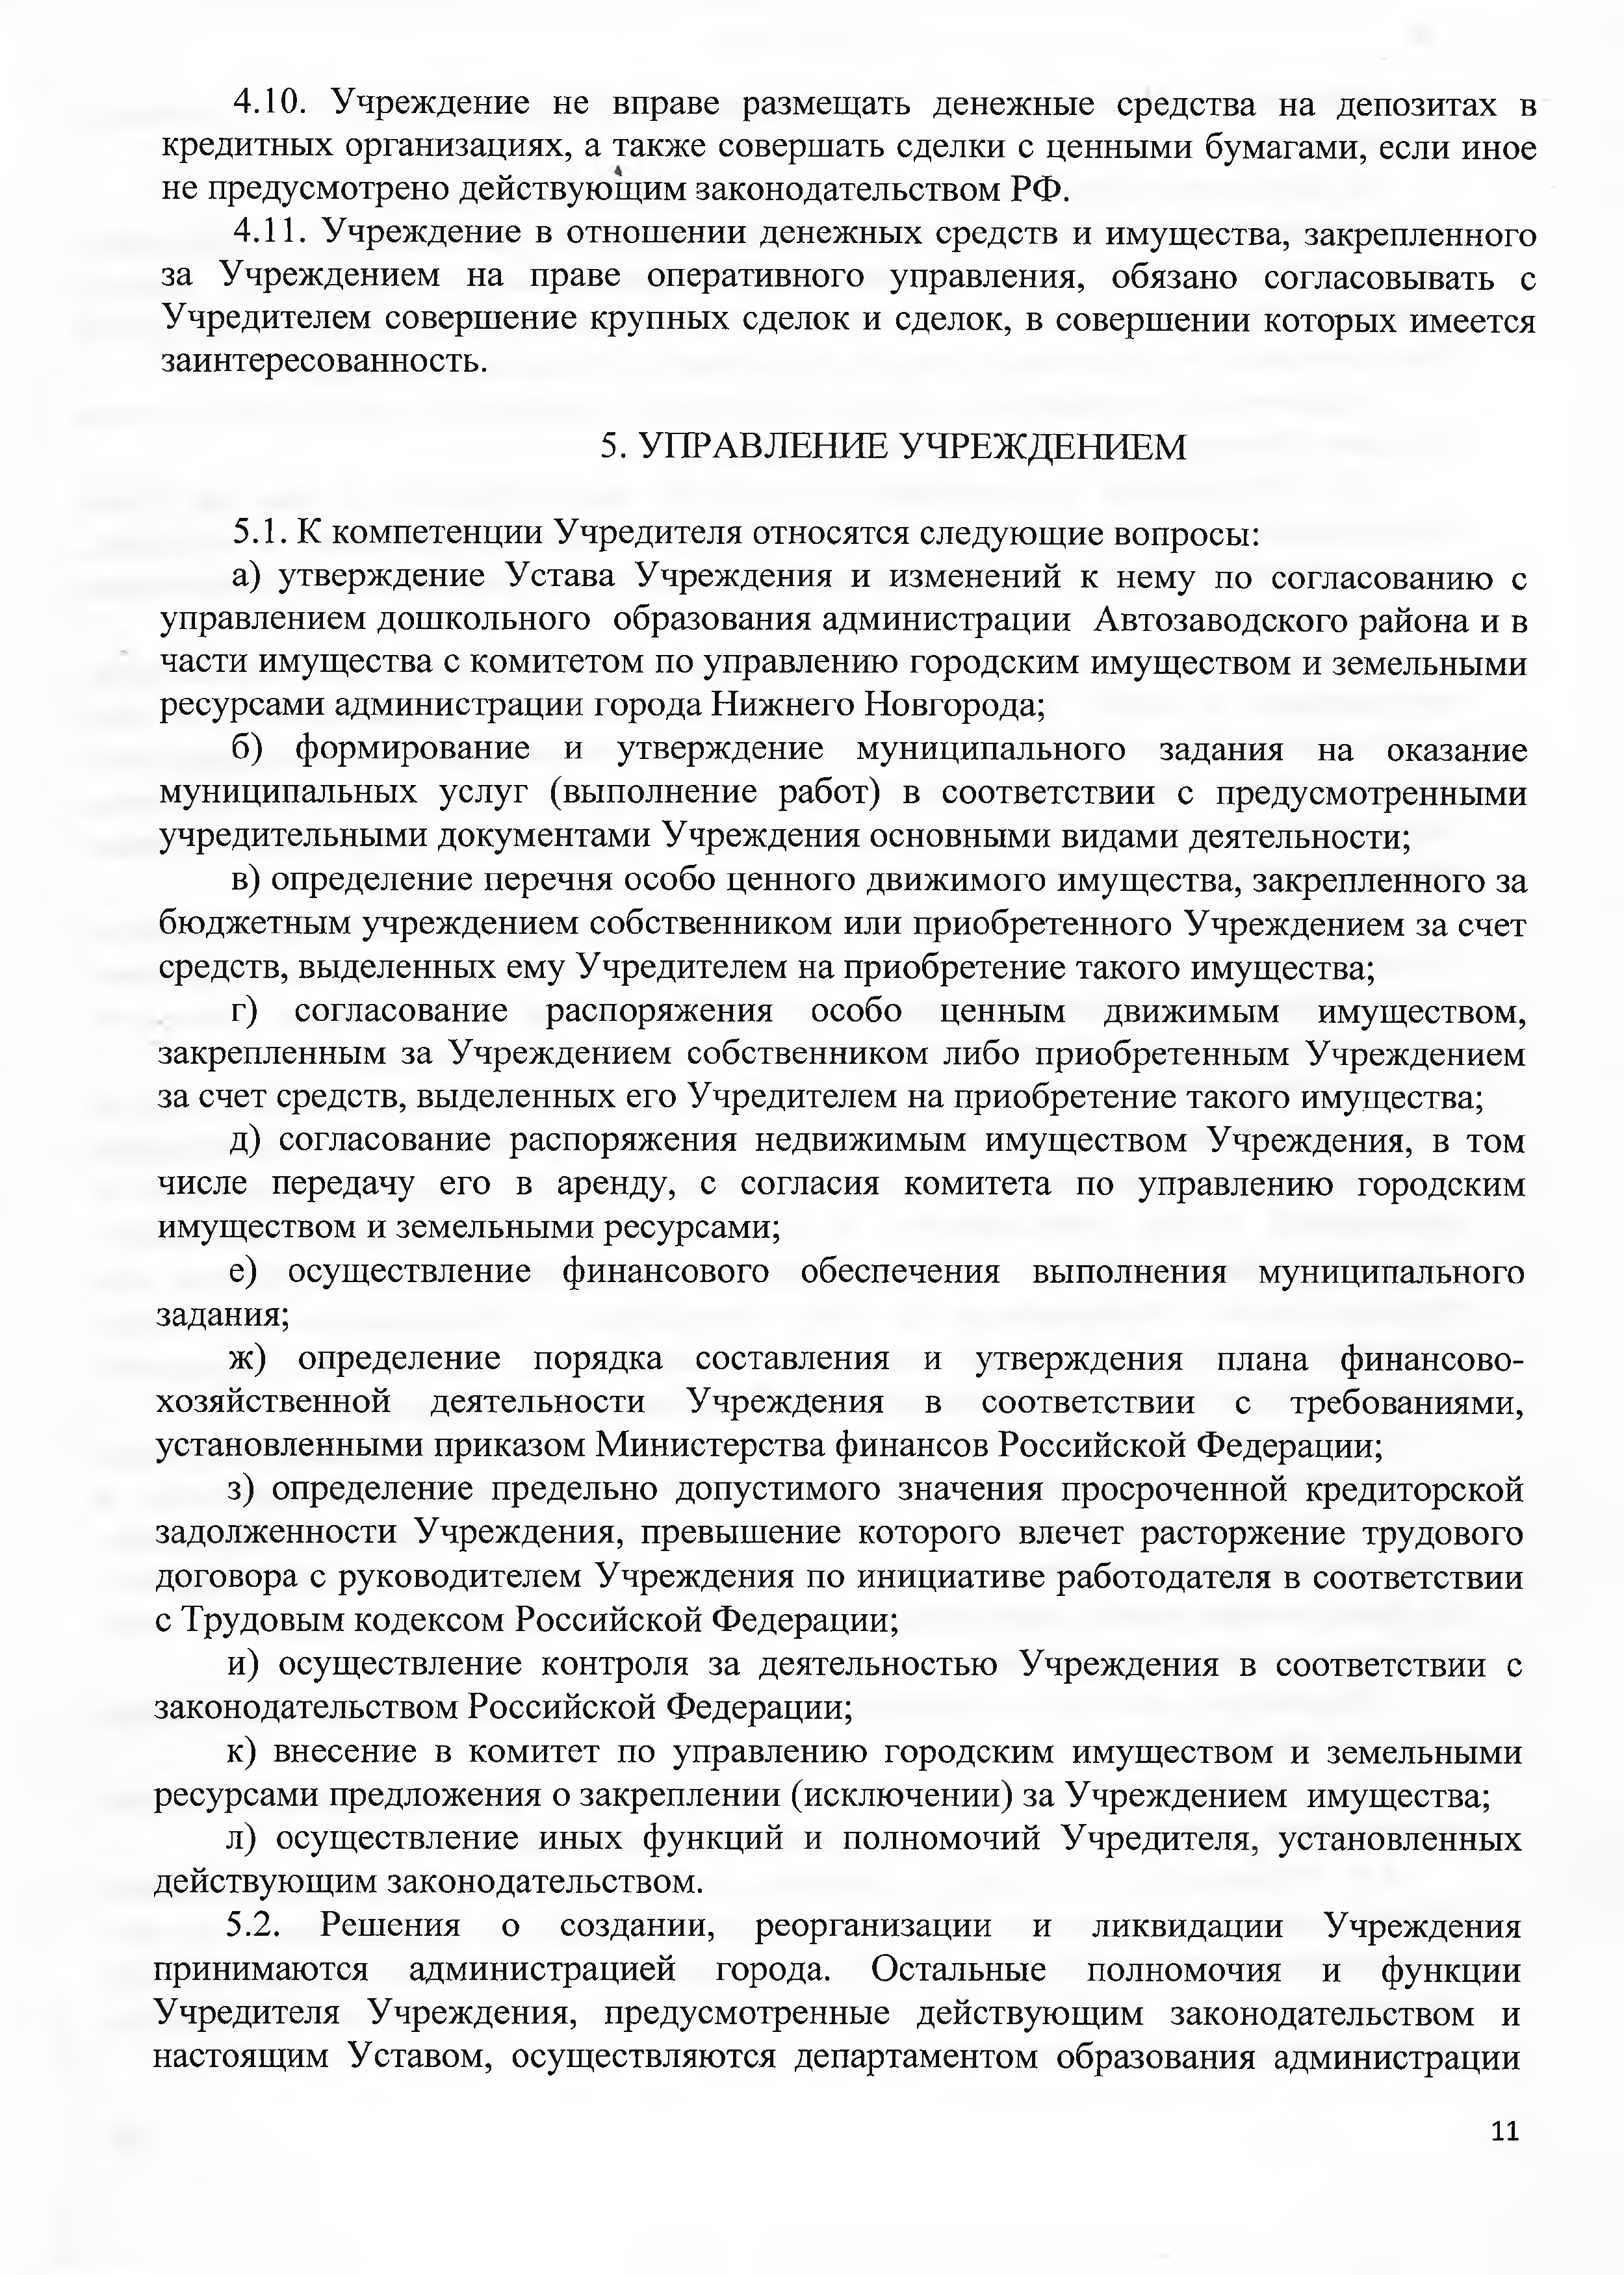 4.10. Учреждение не вправе размещать денежные средства на депозитах в
кредитных организациях, а также совершать сделки с ценными бумагами, если иное
не предусмотрено действующим законодательством РФ.
4.11. Учреждение в отношении денежных средств и имущества, закрепленного
за Учреждением на праве оперативного управления, обязано согласовывать с
Учредителем совершение крупных сделок и сделок, в совершении которых имеется
заинтересованность.
5. УПРАВЛЕНИЕ УЧРЕЖДЕНИЕМ
5.1. К компетенции Учредителя относятся следующие вопросы:
а) утверждение Устава Учреждения и изменений к нему по согласованию с
управлением дошкольного образования администрации Автозаводского района и в
части имущества с комитетом по управлению городским имуществом и земельными
ресурсами администрации города Нижнего Новгорода;
б) формирование и утверждение муниципального задания на оказание
муниципальных услуг (выполнение работ) в соответствии с предусмотренными
учредительными документами Учреждения основными видами деятельности;
в) определение перечня особо ценного движимого имущества, закрепленного за
бюджетным учреждением собственником или приобретенного Учреждением за счет
средств, выделенных ему Учредителем на приобретение такого имущества;
г) согласование распоряжения особо ценным движимым имуществом,
закрепленным за Учреждением собственником либо приобретенным Учреждением
за счет средств, выделенных его Учредителем на приобретение такого имущества;
д) согласование распоряжения недвижимым имуществом Учреждения, в том
числе передачу его в аренду, с согласия комитета по управлению городским
имуществом и земельными ресурсами;
е) осуществление финансового обеспечения выполнения муниципального
задания;
ж) определение порядка составления и утверждения плана финансово-
хозяйственной деятельности Учреждения в соответствии с требованиями,
установленными приказом Министерства финансов Российской Федерации;
з) определение предельно допустимого значения просроченной кредиторской
задолженности Учреждения, превышение которого влечет расторжение трудового
договора с руководителем Учреждения по инициативе работодателя в соответствии
с Трудовым кодексом Российской Федерации;
и) осуществление контроля за деятельностью Учреждения в соответствии с
законодательством Российской Федерации;
к) внесение в комитет по управлению городским имуществом и земельными
ресурсами предложения о закреплении (исключении) за Учреждением имущества;
л) осуществление иных функций и полномочий Учредителя, установленных
действующим законодательством.
5.2. Решения о создании, реорганизации и ликвидации Учреждения
принимаются администрацией города. Остальные полномочия и функции
Учредителя Учреждения, предусмотренные действующим законодательством и
настоящим Уставом, осуществляются департаментом образования администрации
11